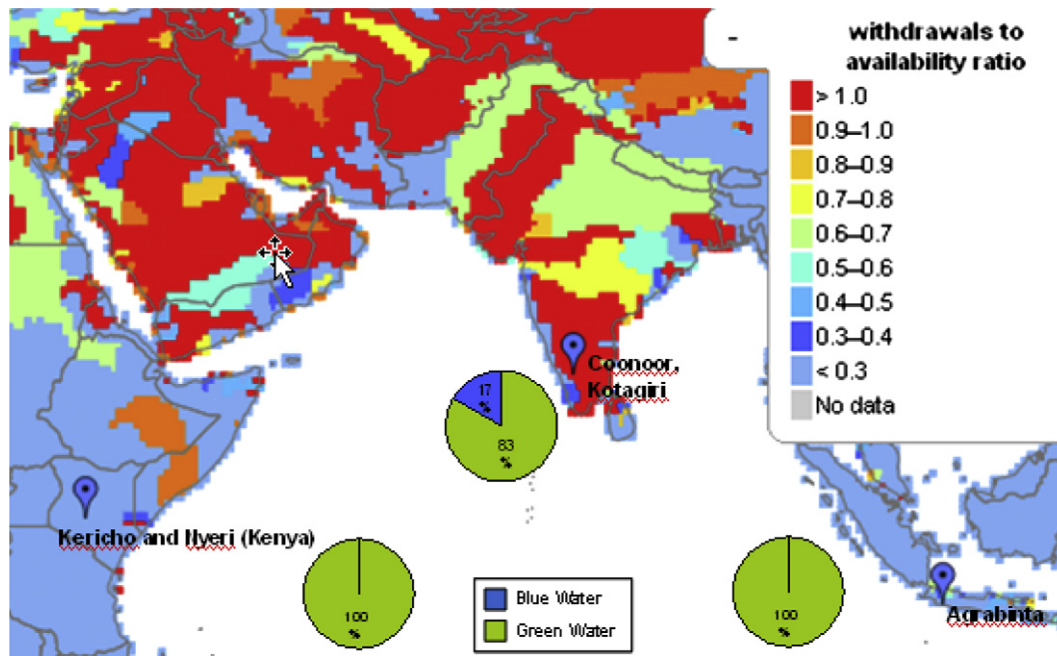 withdrawals to
availability ratio
> 1.0
0.9–1.0
0.8–0.9
0.7–0.8
0.6–0.7
0.5–0.6
0.4–0.5
0.3–0.4
< 0.3
No data
Coonoor,
Kotagiri
17
%
83
%
Kericho and Nyeri (Kenya)
100
%
Blue Water
Green Water
100
%
Agrabinta